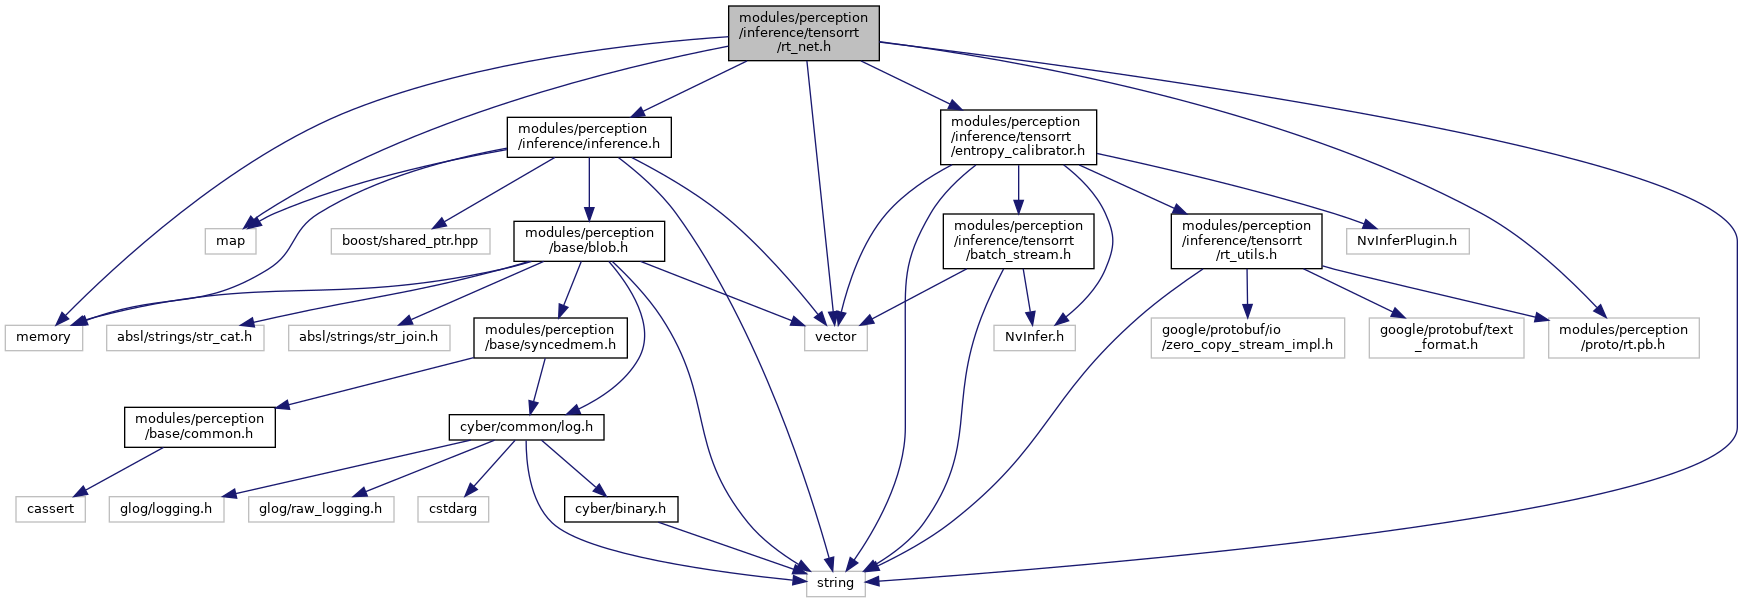 modules/perception
/inference/tensorrt
/rt_net.h
modules/perception
/inference/inference.h
modules/perception
/inference/tensorrt
/entropy_calibrator.h
map
boost/shared_ptr.hpp
modules/perception
/base/blob.h
modules/perception
/inference/tensorrt
/batch_stream.h
modules/perception
/inference/tensorrt
/rt_utils.h
NvInferPlugin.h
memory
absl/strings/str_cat.h
absl/strings/str_join.h
modules/perception
/base/syncedmem.h
vector
NvInfer.h
google/protobuf/io
/zero_copy_stream_impl.h
google/protobuf/text
_format.h
modules/perception
/proto/rt.pb.h
modules/perception
/base/common.h
cyber/common/log.h
cassert
glog/logging.h
glog/raw_logging.h
cstdarg
cyber/binary.h
string